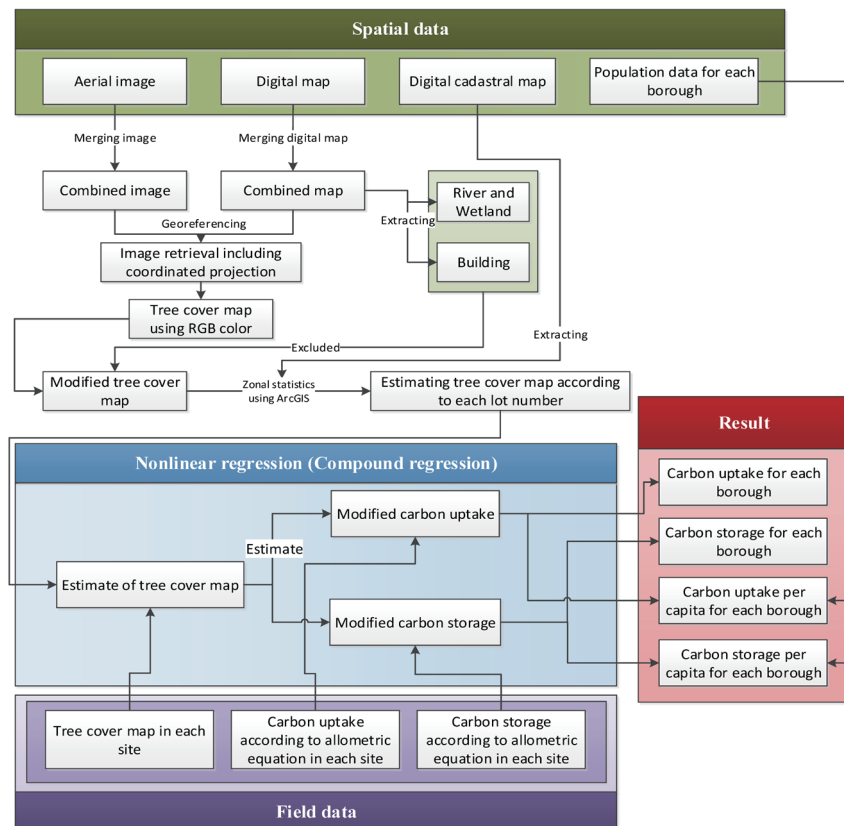 Spatial data
Aerial image
Digital map
Digital cadastral map
Population data for each
borough
Merging image
Merging digital map
Combined image
Combined map
River and
Wetland
Extracting
Building
Georeferencing
Image retrieval including
coordinated projection
Tree cover map
using RGB color
Extracting
Excluded
Modified tree cover
map
Zonal statistics
using ArcGIS
Estimating tree cover map according
to each lot number
Result
Carbon uptake for each
borough
Carbon storage for each
borough
Carbon uptake per
capita for each borough
Carbon storage per
capita for each borough
Nonlinear regression (Compound regression)
Modified carbon uptake
Estimate
Estimate of tree cover map
Modified carbon storage
Tree cover map in each
site
Carbon uptake
according to allometric
equation in each site
Carbon storage
according to allometric
equation in each site
Field data